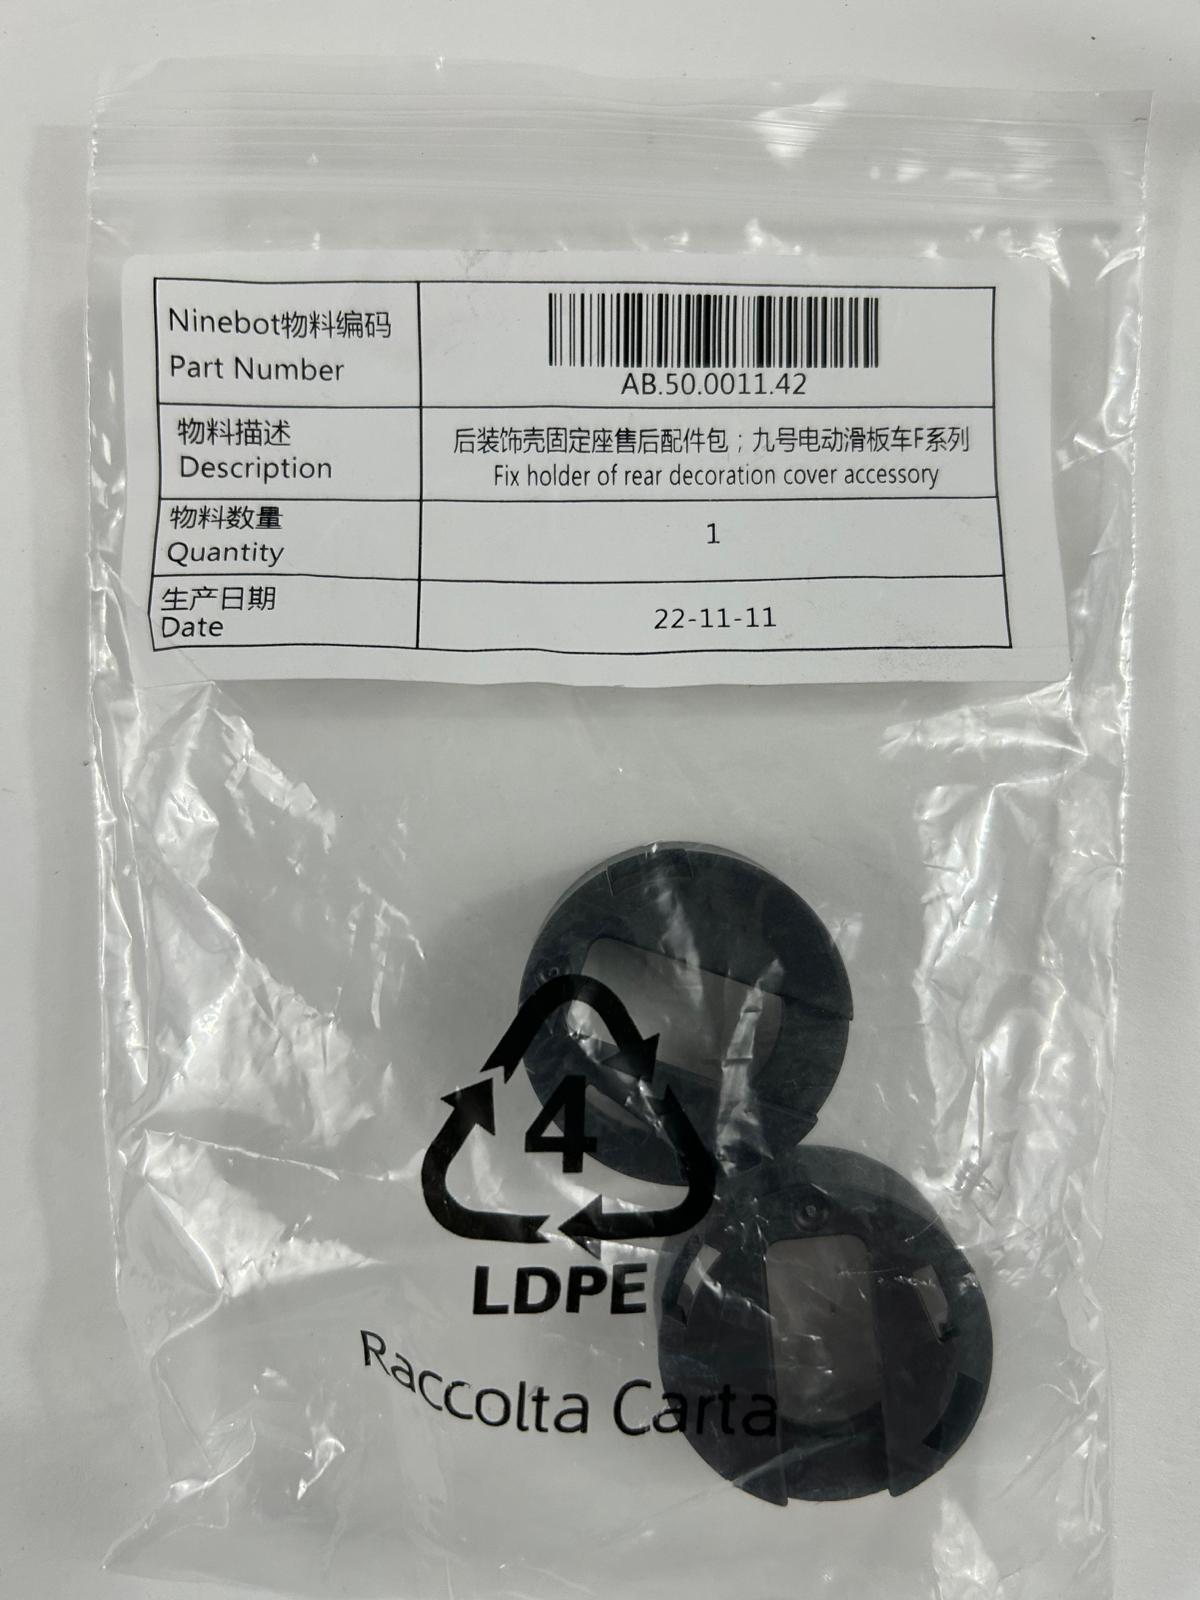 Ninebot物料编码
Part Number
AB.50.0011.42
物料描述
Description
后装饰壳固定座售后配件包；九号电动滑板车F系列
Fix holder of rear decoration cover accessory
物料数量
Quantity
1
生产日期
Date
22-11-11
4
LDPE
Raccolta Carta